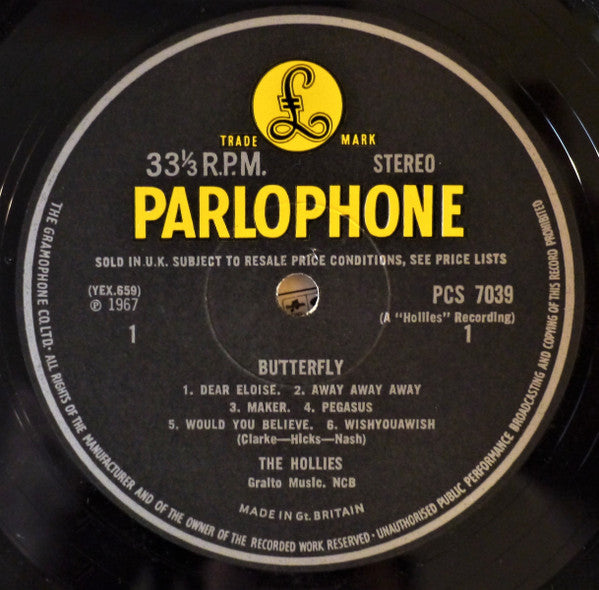 £
TRADE MARK
33⅓ R.P.M. STEREO
PARLOPHONE
SOLD IN U.K. SUBJECT TO RESALE PRICE CONDITIONS, SEE PRICE LISTS
(YEX.659) PCS 7039
℗ 1967 (A "Hollies" Recording)
1 1
BUTTERFLY
1. DEAR ELOISE. 2. AWAY AWAY AWAY
3. MAKER. 4. PEGASUS
5. WOULD YOU BELIEVE. 6. WISHYOUAWISH
(Clarke—Hicks—Nash)
THE HOLLIES
Gralto Music. NCB
MADE IN Gt. BRITAIN
THE GRAMOPHONE CO. LTD. · ALL RIGHTS OF THE MANUFACTURER AND OF THE OWNER OF THE RECORDED WORK RESERVED · UNAUTHORISED PUBLIC PERFORMANCE BROADCASTING AND COPYING OF THIS RECORD PROHIBITED